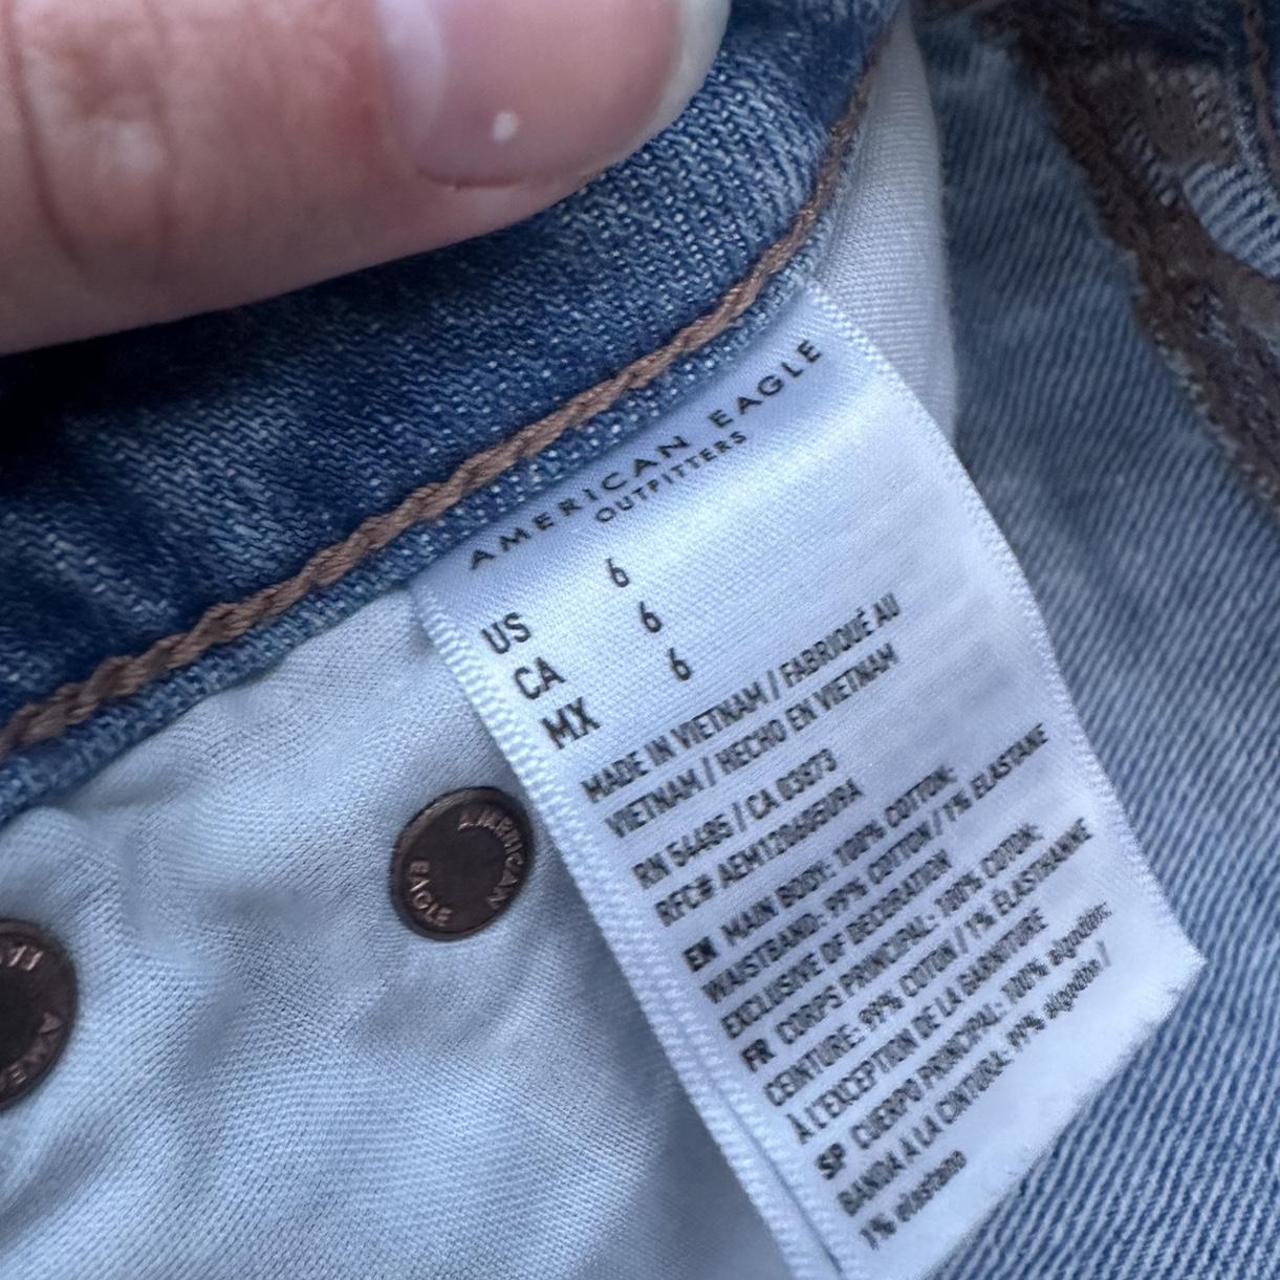 AMERICAN EAGLE
OUTFITTERS
US 6
CA 6
MX 6
MADE IN VIETNAM / FABRIQUÉ AU
VIETNAM / HECHO EN VIETNAM
RN 54485 / CA 03973
RFC#
EN MAIN BODY: 100% COTTON;
WAISTBAND: 99% COTTON / 1% ELASTANE
EXCLUSIVE OF DECORATION
FR CORPS PRINCIPAL: 100% COTON;
CEINTURE: 99% COTON / 1% ÉLASTHANNE
À L'EXCEPTION DE LA GARNITURE
SP CUERPO PRINCIPAL: 100% algodón;
BANDA A LA CINTURA: 99% algodón /
1% elastano
AMERICAN
EAGLE